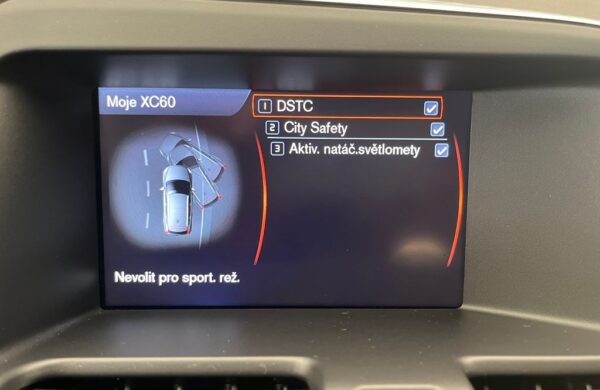 Moje XC60
1 DSTC
2 City Safety
3 Aktiv. natáč.světlomety
Nevolit pro sport. rež.